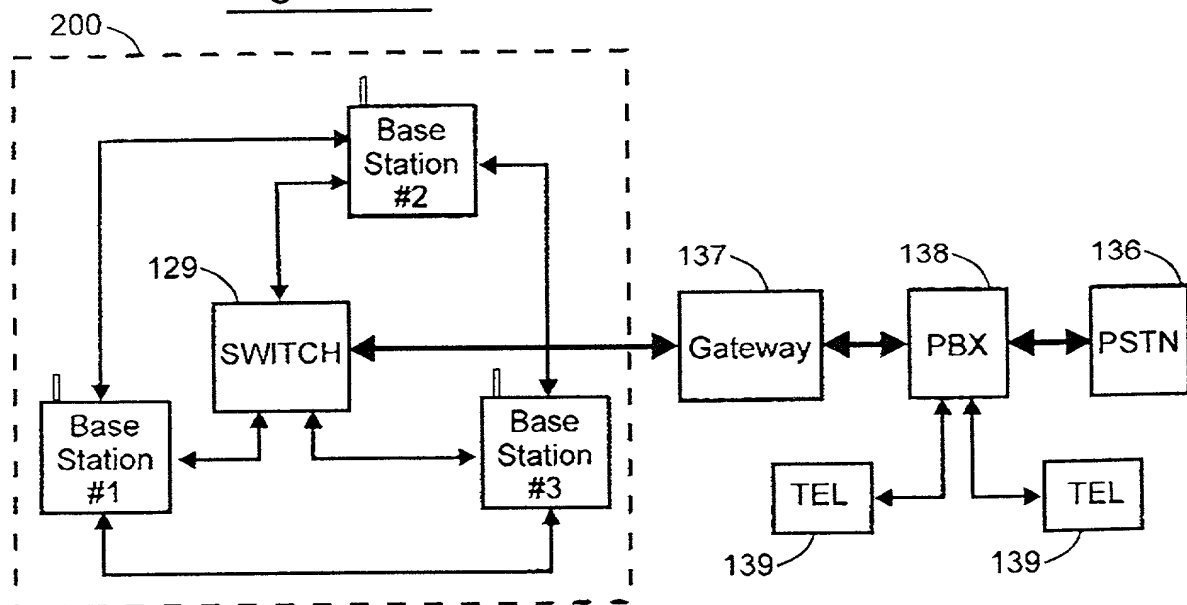 200
Base
Station
#2
129
SWITCH
137
Gateway
138
PBX
136
PSTN
Base
Station
#1
Base
Station
#3
TEL
139
TEL
139